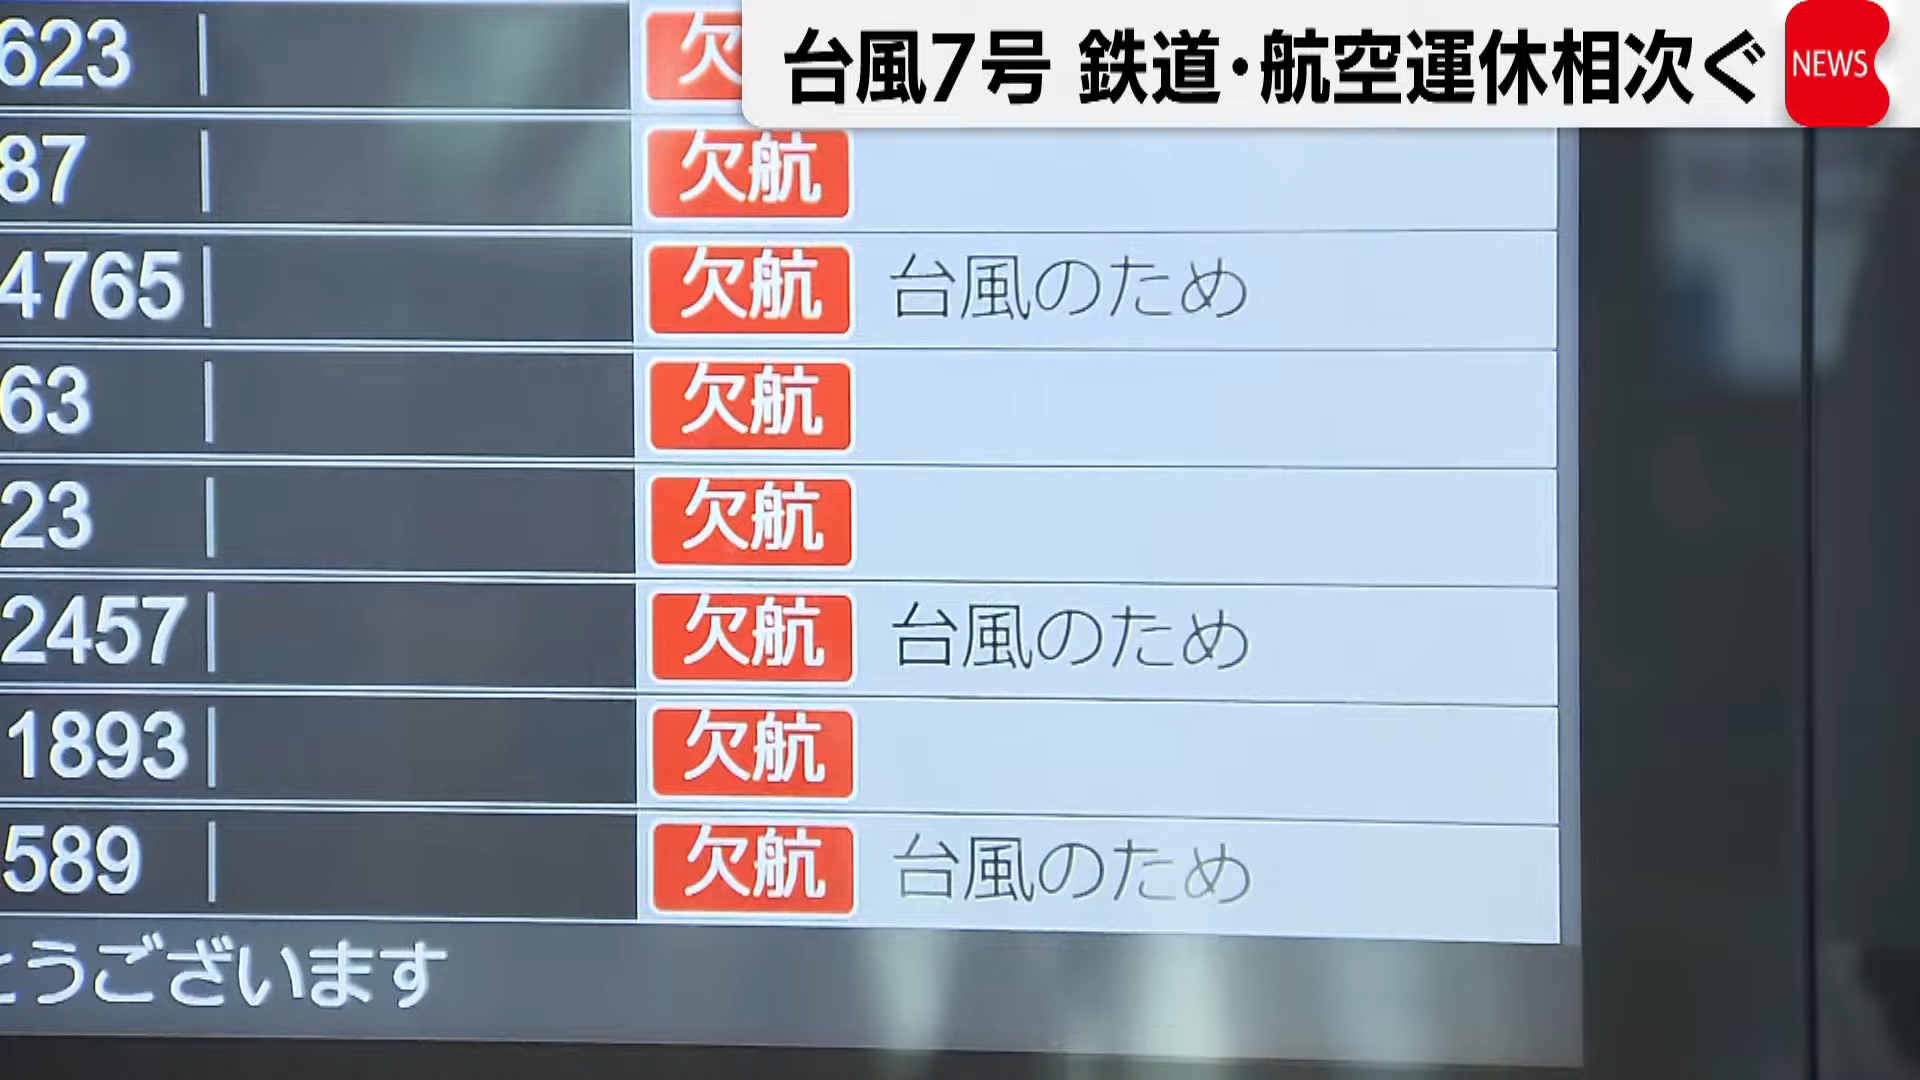 台風7号 鉄道・航空運休相次ぐ NEWS
623 欠
87 欠航
4765 欠航 台風のため
63 欠航
23 欠航
2457 欠航 台風のため
1893 欠航
589 欠航 台風のため
うございます